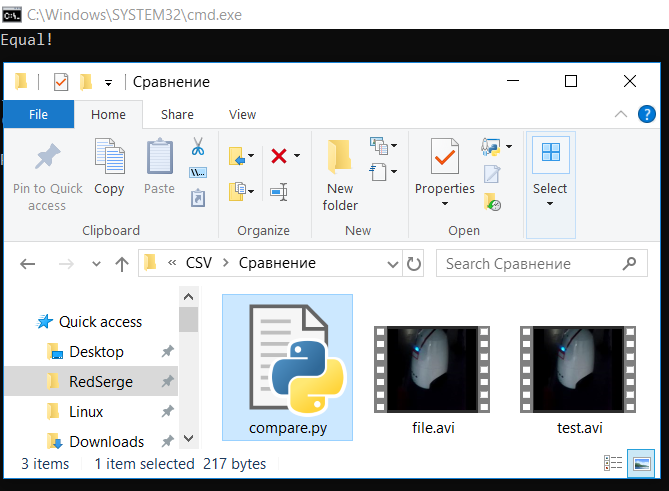 C:\Windows\SYSTEM32\cmd.exe
Equal!
Сравнение
File Home Share View
Pin to Quick access
Copy
Paste
New folder
Properties
Select
Clipboard Organize New Open
« CSV > Сравнение
Search Сравнение
Quick access
Desktop
RedSerge
Linux
Downloads
compare.py
file.avi
test.avi
3 items 1 item selected 217 bytes